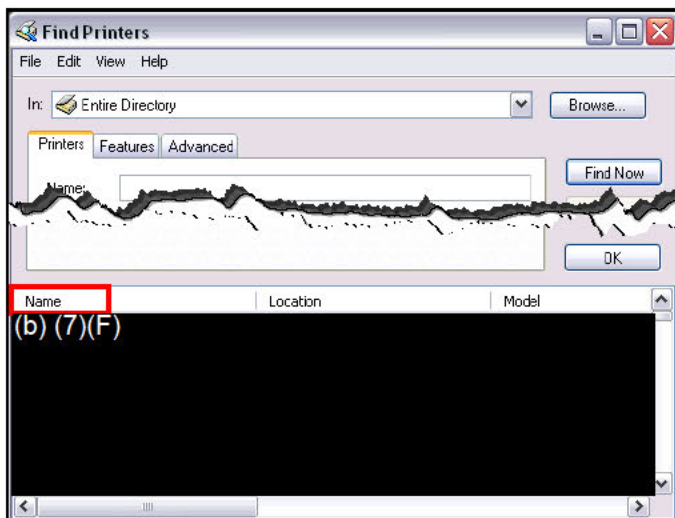 Find Printers
File Edit View Help
In: Entire Directory Browse...
Printers Features Advanced
Find Now
Name:
OK
Name Location Model
(b) (7)(F)